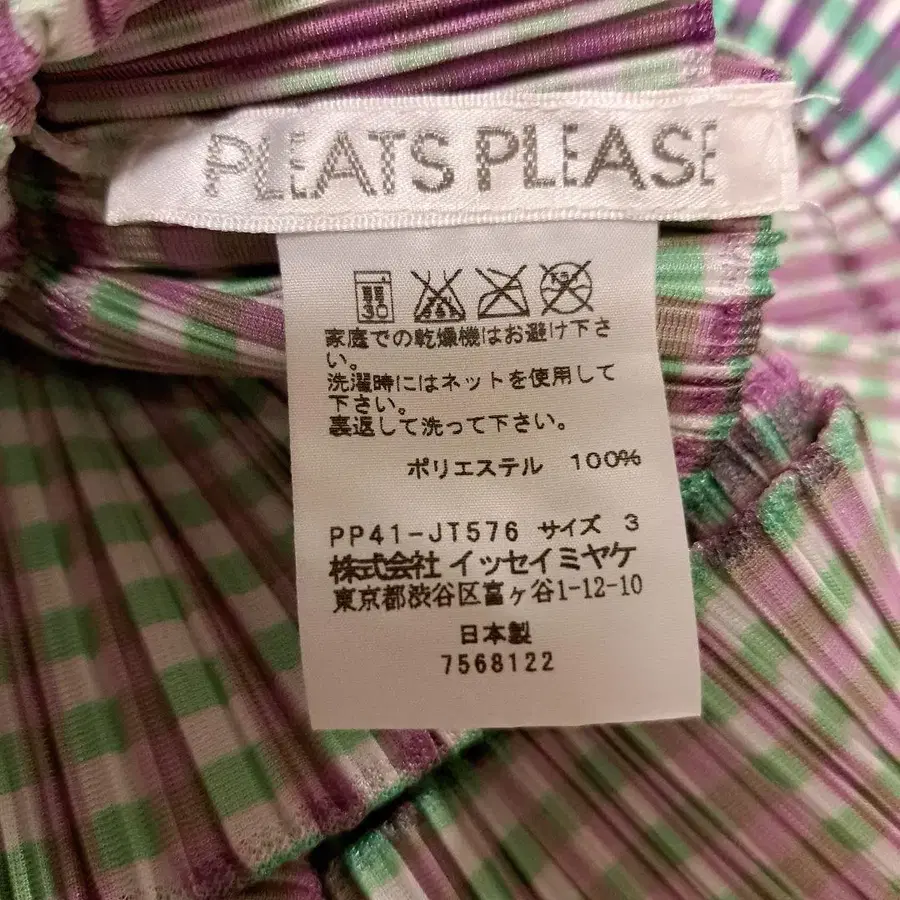 PLEATS PLEASE
30
家庭での乾燥機はお避け下さ
い。
洗濯時にはネットを使用して
下さい。
裏返して洗って下さい。
ポリエステル 100%
PP41-JT576 サイズ 3
株式会社 イッセイミヤケ
東京都渋谷区富ヶ谷1-12-10
日本製
7568122